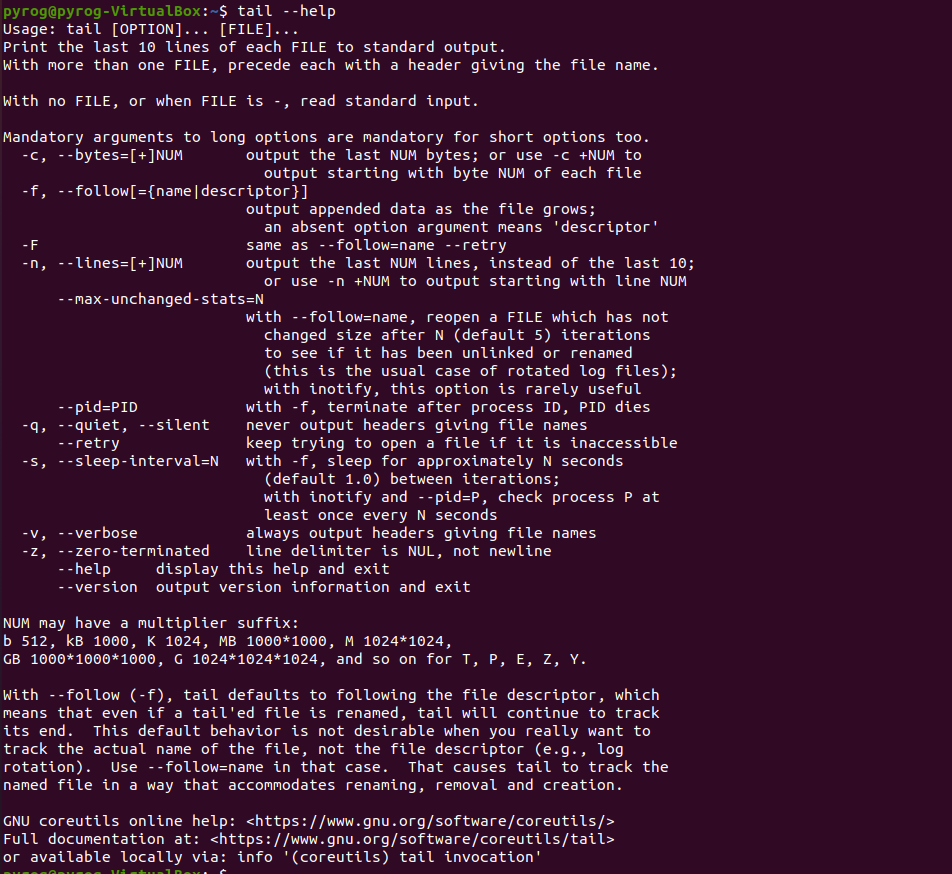 pyrog@pyrog-VirtualBox:~$ tail --help
Usage: tail [OPTION]... [FILE]...
Print the last 10 lines of each FILE to standard output.
With more than one FILE, precede each with a header giving the file name.

With no FILE, or when FILE is -, read standard input.

Mandatory arguments to long options are mandatory for short options too.
  -c, --bytes=[+]NUM       output the last NUM bytes; or use -c +NUM to
                             output starting with byte NUM of each file
  -f, --follow[={name|descriptor}]
                           output appended data as the file grows;
                             an absent option argument means 'descriptor'
  -F                       same as --follow=name --retry
  -n, --lines=[+]NUM       output the last NUM lines, instead of the last 10;
                             or use -n +NUM to output starting with line NUM
      --max-unchanged-stats=N
                           with --follow=name, reopen a FILE which has not
                             changed size after N (default 5) iterations
                             to see if it has been unlinked or renamed
                             (this is the usual case of rotated log files);
                             with inotify, this option is rarely useful
      --pid=PID            with -f, terminate after process ID, PID dies
  -q, --quiet, --silent    never output headers giving file names
      --retry              keep trying to open a file if it is inaccessible
  -s, --sleep-interval=N   with -f, sleep for approximately N seconds
                             (default 1.0) between iterations;
                             with inotify and --pid=P, check process P at
                             least once every N seconds
  -v, --verbose            always output headers giving file names
  -z, --zero-terminated    line delimiter is NUL, not newline
      --help     display this help and exit
      --version  output version information and exit

NUM may have a multiplier suffix:
b 512, kB 1000, K 1024, MB 1000*1000, M 1024*1024,
GB 1000*1000*1000, G 1024*1024*1024, and so on for T, P, E, Z, Y.

With --follow (-f), tail defaults to following the file descriptor, which
means that even if a tail'ed file is renamed, tail will continue to track
its end.  This default behavior is not desirable when you really want to
track the actual name of the file, not the file descriptor (e.g., log
rotation).  Use --follow=name in that case.  That causes tail to track the
named file in a way that accommodates renaming, removal and creation.

GNU coreutils online help: <https://www.gnu.org/software/coreutils/>
Full documentation at: <https://www.gnu.org/software/coreutils/tail>
or available locally via: info '(coreutils) tail invocation'
pyrog@pyrog-VirtualBox:~$